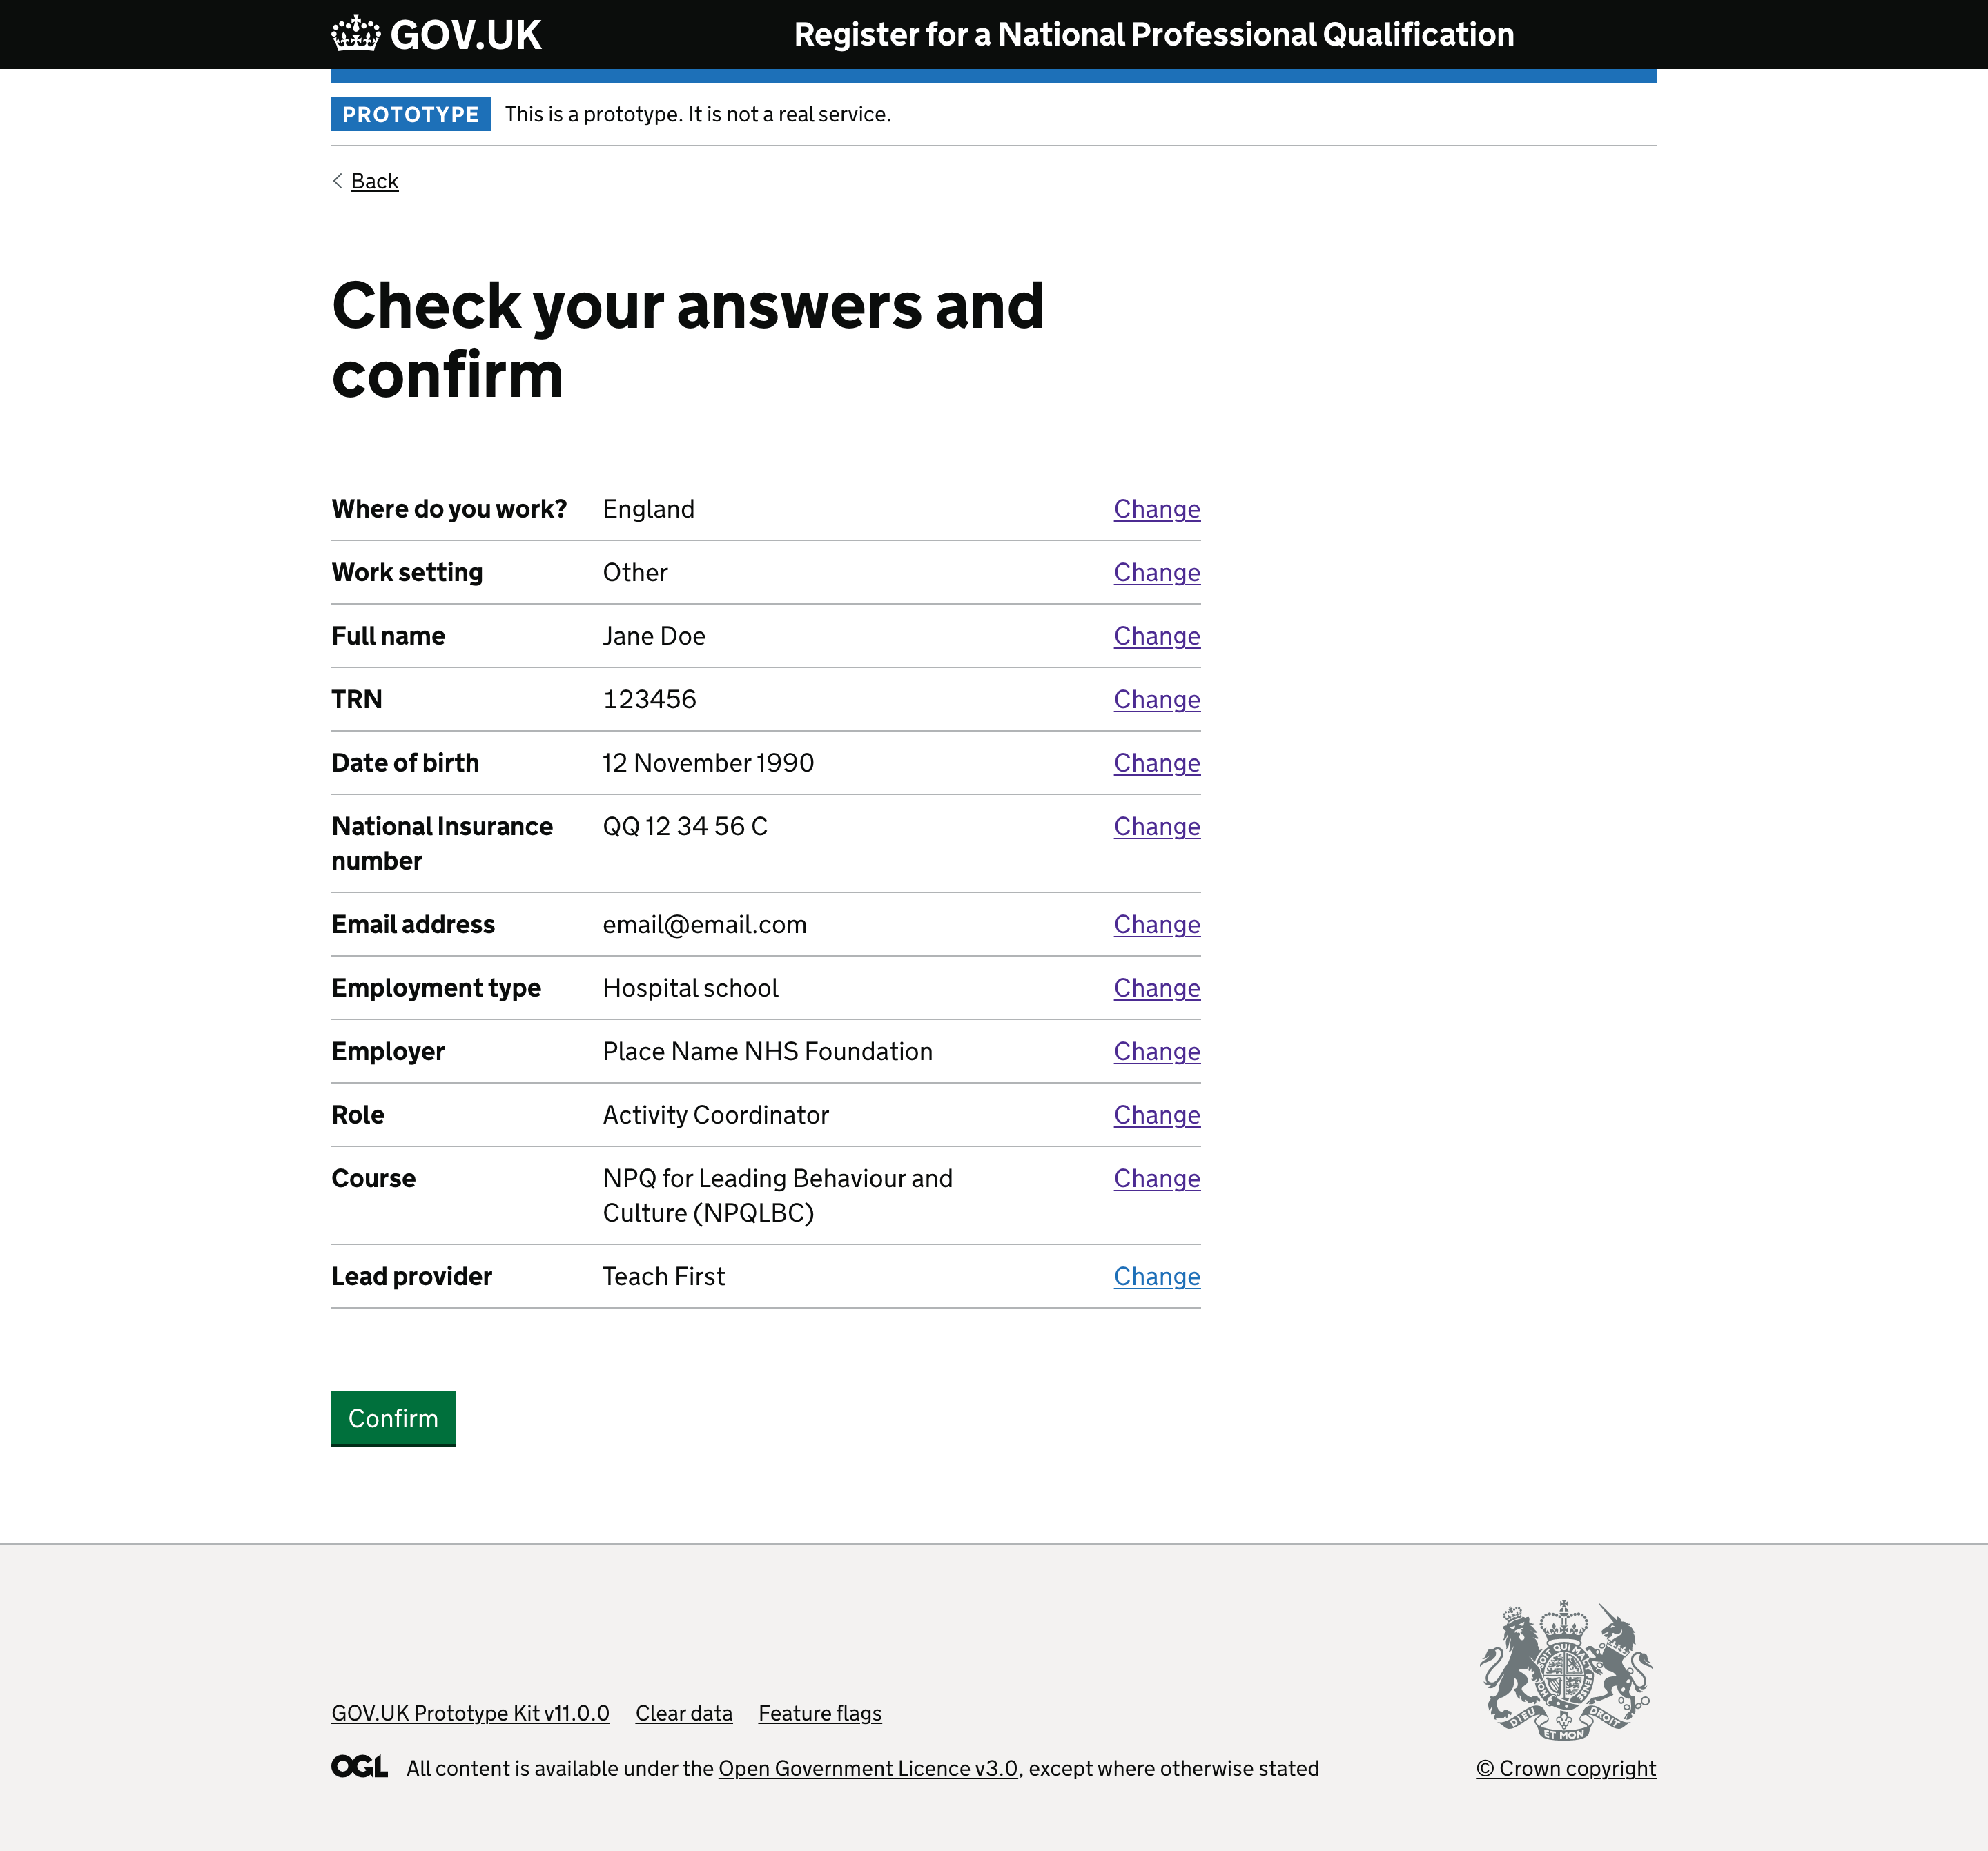 GOV.UK
Register for a National Professional Qualification
PROTOTYPE This is a prototype. It is not a real service.
Back
Check your answers and
confirm
Where do you work? England Change
Work setting Other Change
Full name Jane Doe Change
TRN 123456 Change
Date of birth 12 November 1990 Change
National Insurance QQ 12 34 56 C Change
number
Email address email@email.com Change
Employment type Hospital school Change
Employer Place Name NHS Foundation Change
Role Activity Coordinator Change
Course NPQ for Leading Behaviour and Change
Culture (NPQLBC)
Lead provider Teach First Change
Confirm
GOV.UK Prototype Kit v11.0.0 Clear data Feature flags
OGL All content is available under the Open Government Licence v3.0, except where otherwise stated
DIEU ET MON DROIT
© Crown copyright